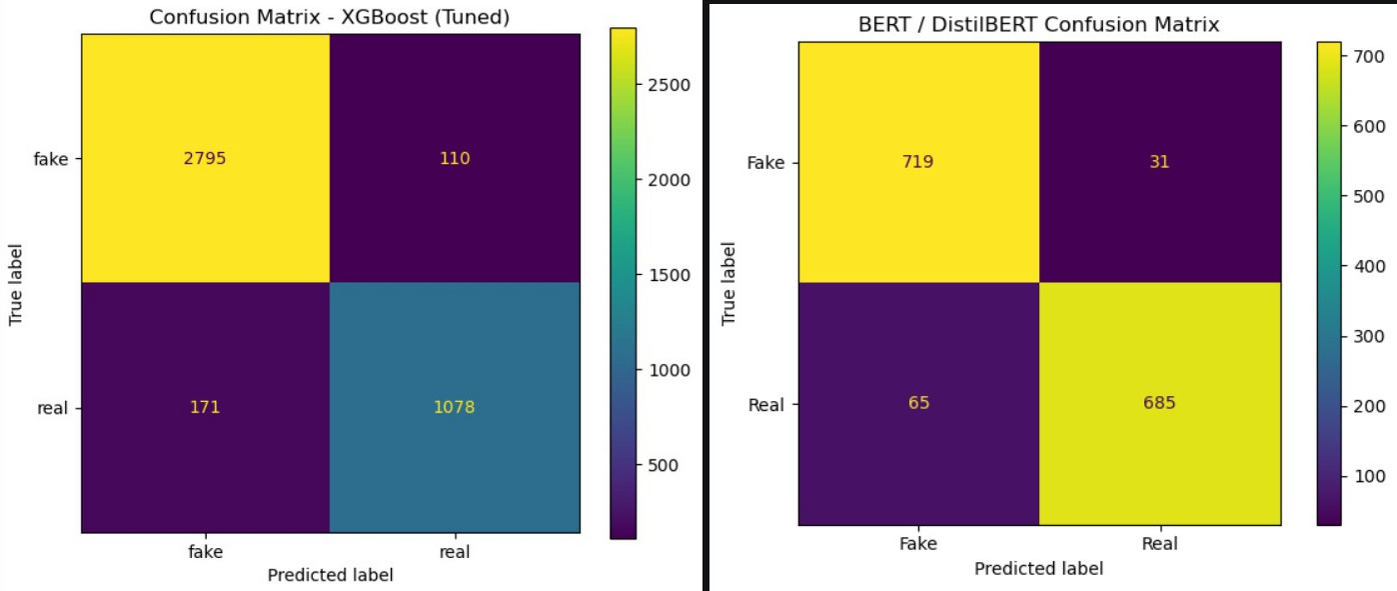 Confusion Matrix - XGBoost (Tuned)
2500
2000
1500
1000
500
fake
2795
110
real
171
1078
fake
real
True label
Predicted label
BERT / DistilBERT Confusion Matrix
700
600
500
400
300
200
100
Fake
719
31
Real
65
685
Fake
Real
True label
Predicted label